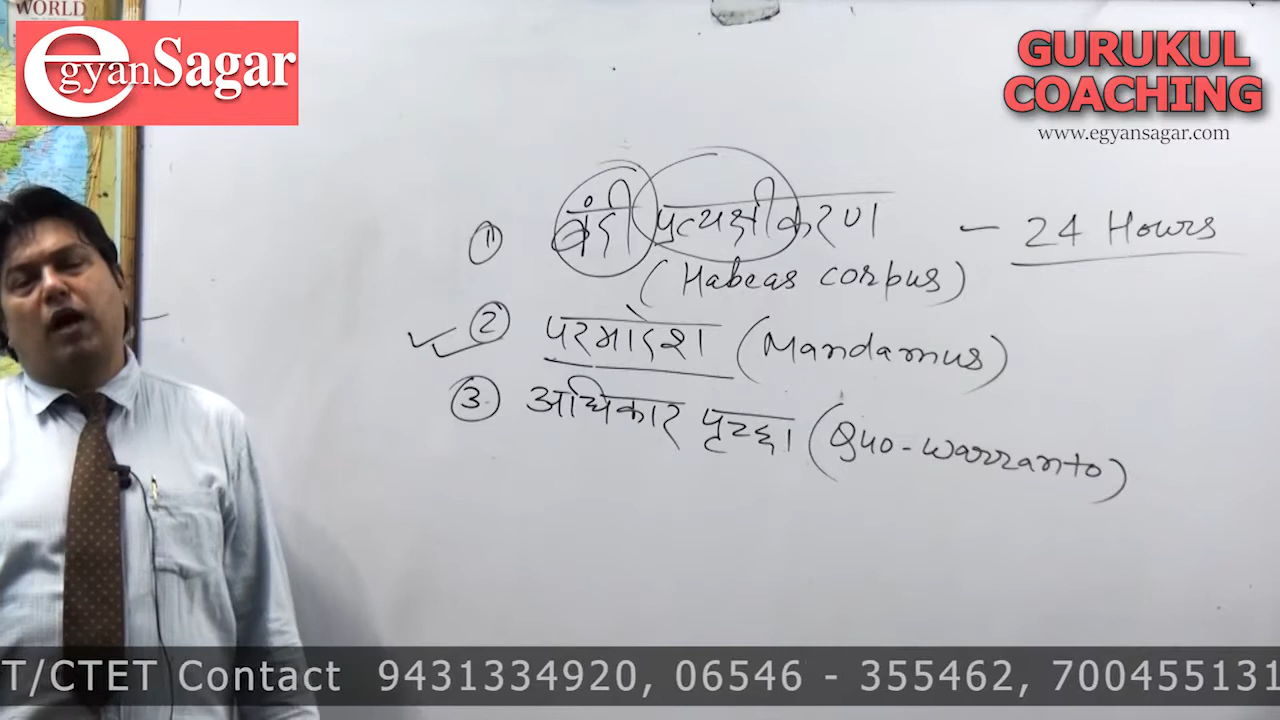 WORLD
egyanSagar
GURUKUL
COACHING
www.egyansagar.com
1) बंदी प्रत्यक्षीकरण — 24 Hours
(Habeas corpus)
2) परमादेश (Mandamus)
3. अधिकार पृच्छा (Quo-warranto)
T/CTET Contact 9431334920, 06546 - 355462, 700455131